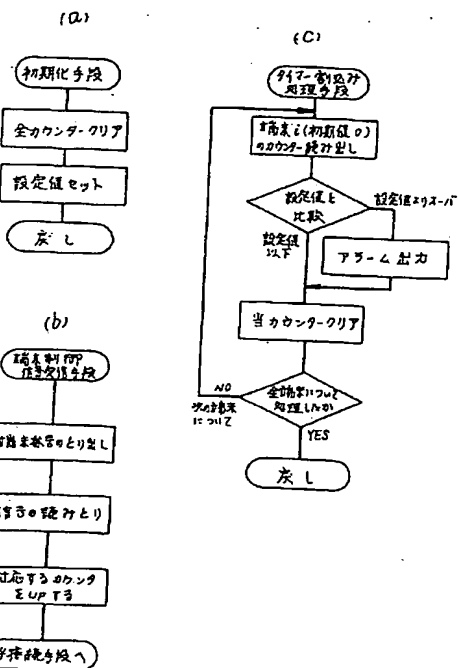 (a)
初期化手段
全カウンタークリア
設定値セット
戻し
(b)
端末制御
信号受信手段
端末番号のとり出し
信号の読みとり
対応するカウンタ
をUPする
接続手段へ
(c)
タイマー割込み
処理手段
端末i(初期値0)
のカウンター読み出し
設定値と
比較
設定値よりオーバ
設定値
以下
アラーム出力
当カウンタークリア
全端末について
処理したか
NO
次の端末
について
YES
戻し